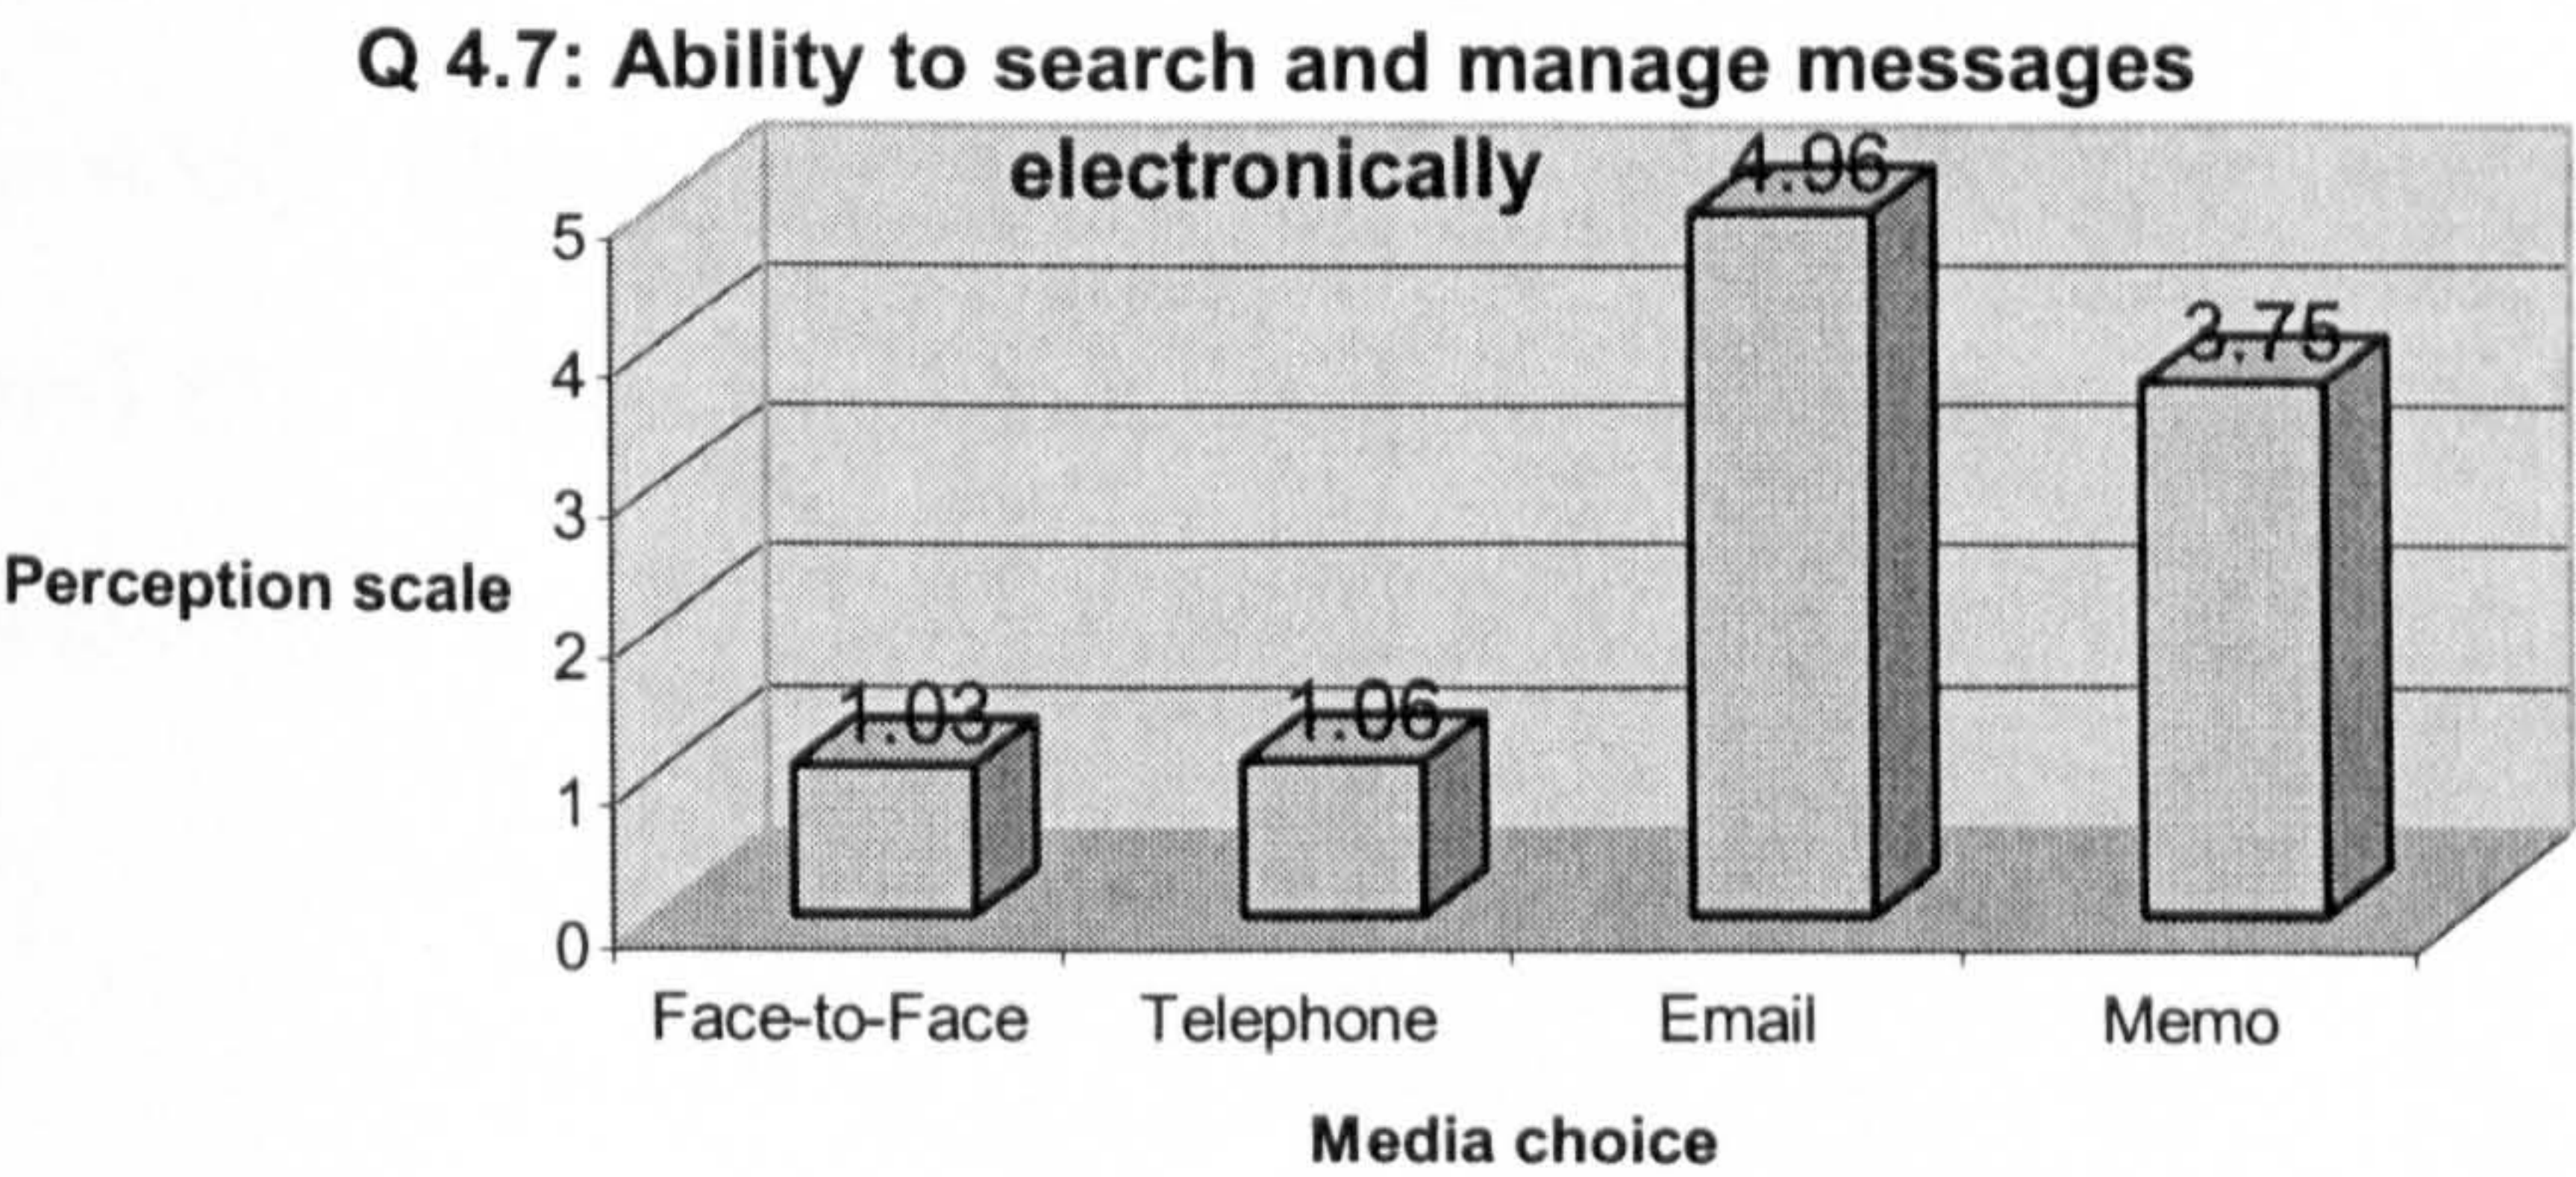 Q 4.7: Ability to search and manage messages
electronically
4.96
5
3.75
4
3
Perception scale
2
1.03
1.06
1
0
Face-to-Face
Telephone
Email
Memo
Media choice